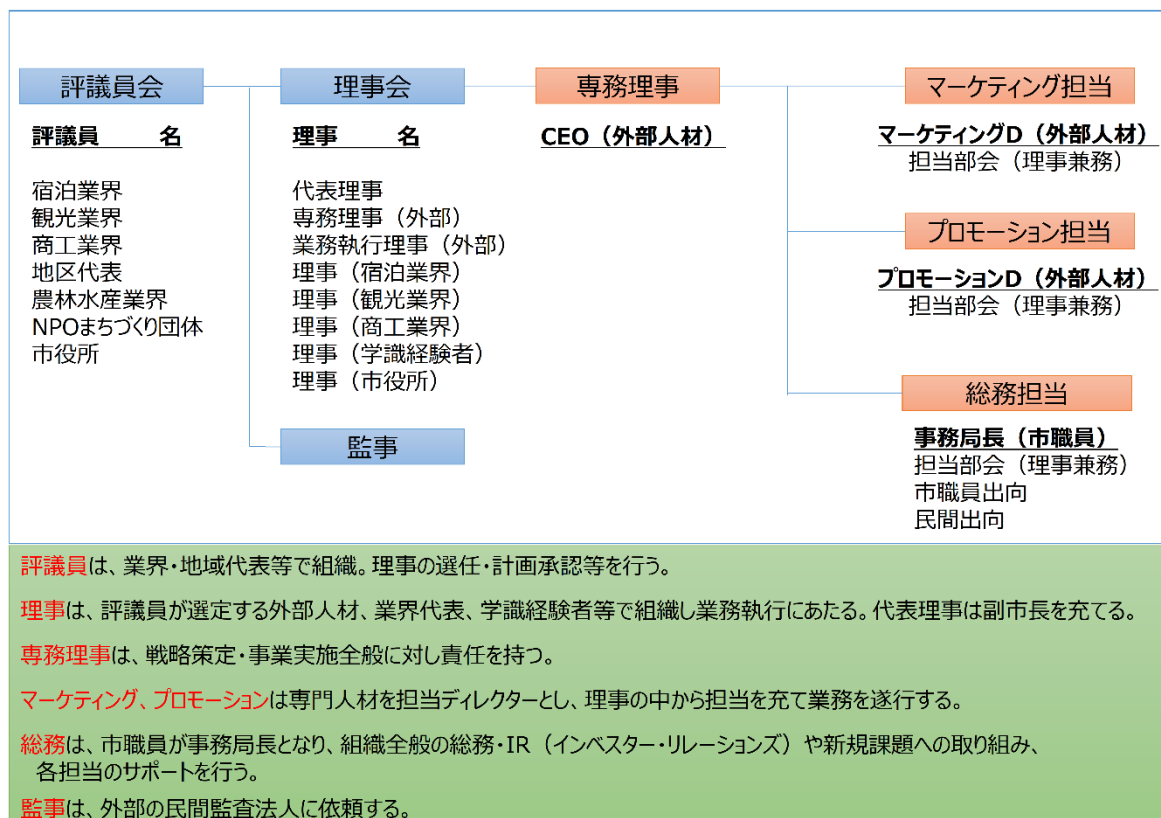 評議員会
評議員　　　名
宿泊業界
観光業界
商工業界
地区代表
農林水産業界
NPOまちづくり団体
市役所
理事会
理事　　　名
代表理事
専務理事（外部）
業務執行理事（外部）
理事（宿泊業界）
理事（観光業界）
理事（商工業界）
理事（学識経験者）
理事（市役所）
監事
専務理事
CEO（外部人材）
マーケティング担当
マーケティングD（外部人材）
担当部会（理事兼務）
プロモーション担当
プロモーションD（外部人材）
担当部会（理事兼務）
総務担当
事務局長（市職員）
担当部会（理事兼務）
市職員出向
民間出向
評議員は、業界・地域代表等で組織。理事の選任・計画承認等を行う。
理事は、評議員が選定する外部人材、業界代表、学識経験者等で組織し業務執行にあたる。代表理事は副市長を充てる。
専務理事は、戦略策定・事業実施全般に対し責任を持つ。
マーケティング、プロモーションは専門人材を担当ディレクターとし、理事の中から担当を充て業務を遂行する。
総務は、市職員が事務局長となり、組織全般の総務・IR（インベスター・リレーションズ）や新規課題への取り組み、
各担当のサポートを行う。
監事は、外部の民間監査法人に依頼する。